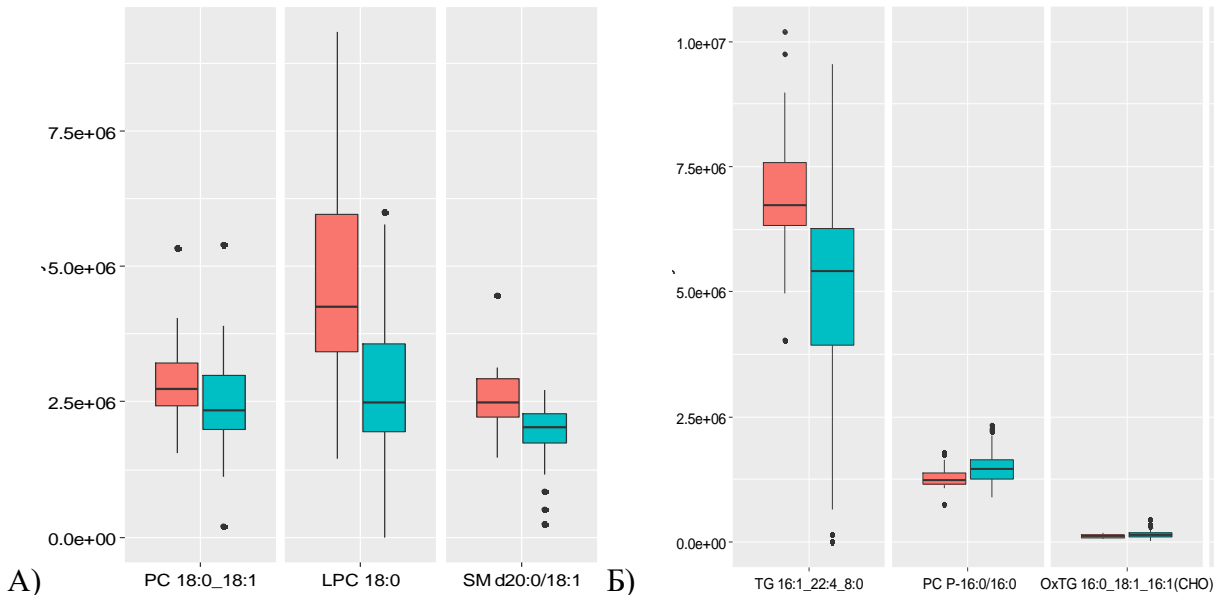 7.5e+06
5.0e+06
2.5e+06
0.0e+00
PC 18:0_18:1
LPC 18:0
SM d20:0/18:1
А)
1.0e+07
7.5e+06
5.0e+06
2.5e+06
0.0e+00
TG 16:1_22:4_8:0
PC P-16:0/16:0
OxTG 16:0_18:1_16:1(CHO)
Б)